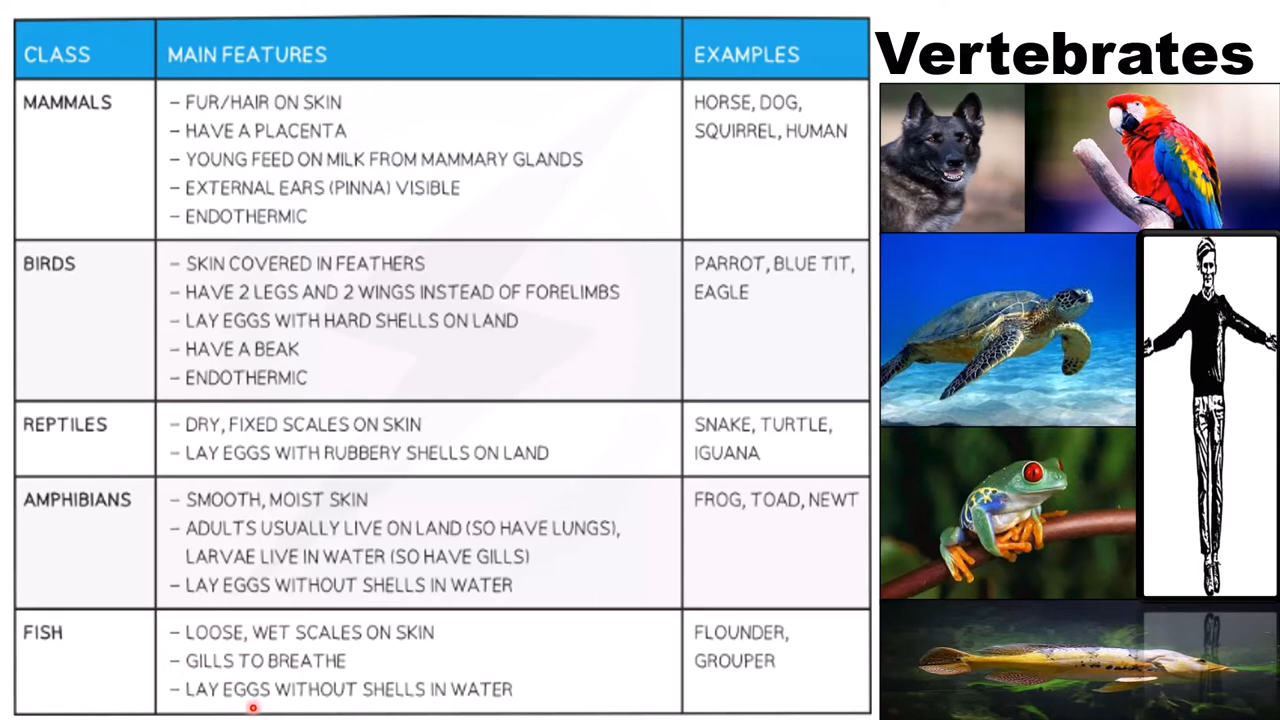 Vertebrates
CLASS
MAIN FEATURES
EXAMPLES
MAMMALS
– FUR/HAIR ON SKIN
– HAVE A PLACENTA
– YOUNG FEED ON MILK FROM MAMMARY GLANDS
– EXTERNAL EARS (PINNA) VISIBLE
– ENDOTHERMIC
HORSE, DOG,
SQUIRREL, HUMAN
BIRDS
– SKIN COVERED IN FEATHERS
– HAVE 2 LEGS AND 2 WINGS INSTEAD OF FORELIMBS
– LAY EGGS WITH HARD SHELLS ON LAND
– HAVE A BEAK
– ENDOTHERMIC
PARROT, BLUE TIT,
EAGLE
REPTILES
– DRY, FIXED SCALES ON SKIN
– LAY EGGS WITH RUBBERY SHELLS ON LAND
SNAKE, TURTLE,
IGUANA
AMPHIBIANS
– SMOOTH, MOIST SKIN
– ADULTS USUALLY LIVE ON LAND (SO HAVE LUNGS),
LARVAE LIVE IN WATER (SO HAVE GILLS)
– LAY EGGS WITHOUT SHELLS IN WATER
FROG, TOAD, NEWT
FISH
– LOOSE, WET SCALES ON SKIN
– GILLS TO BREATHE
– LAY EGGS WITHOUT SHELLS IN WATER
FLOUNDER,
GROUPER